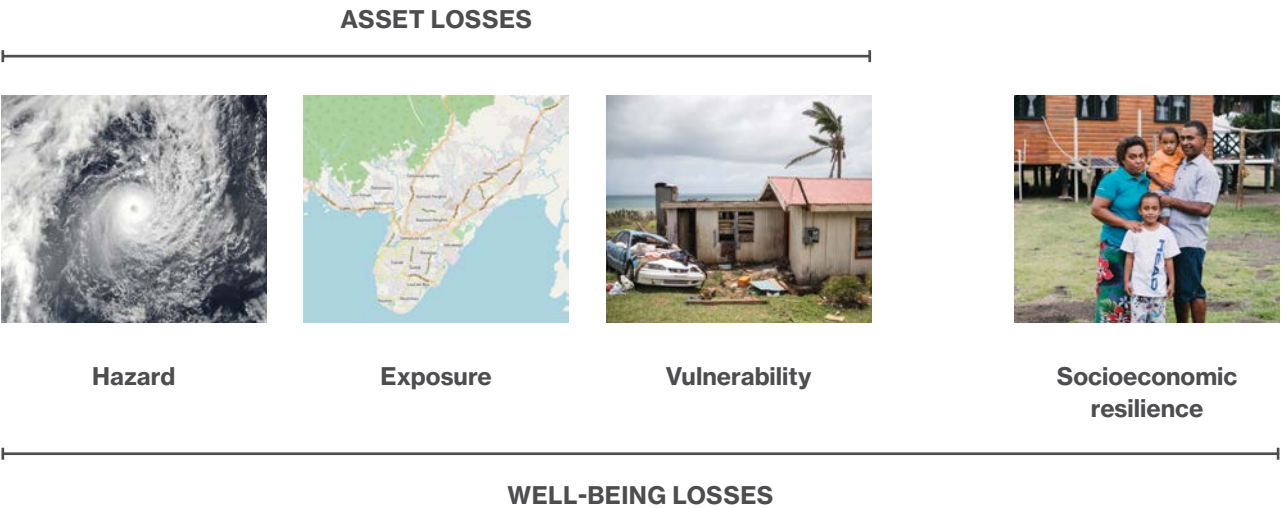 ASSET LOSSES
Hazard
Exposure
Vulnerability
Socioeconomic
resilience
WELL-BEING LOSSES